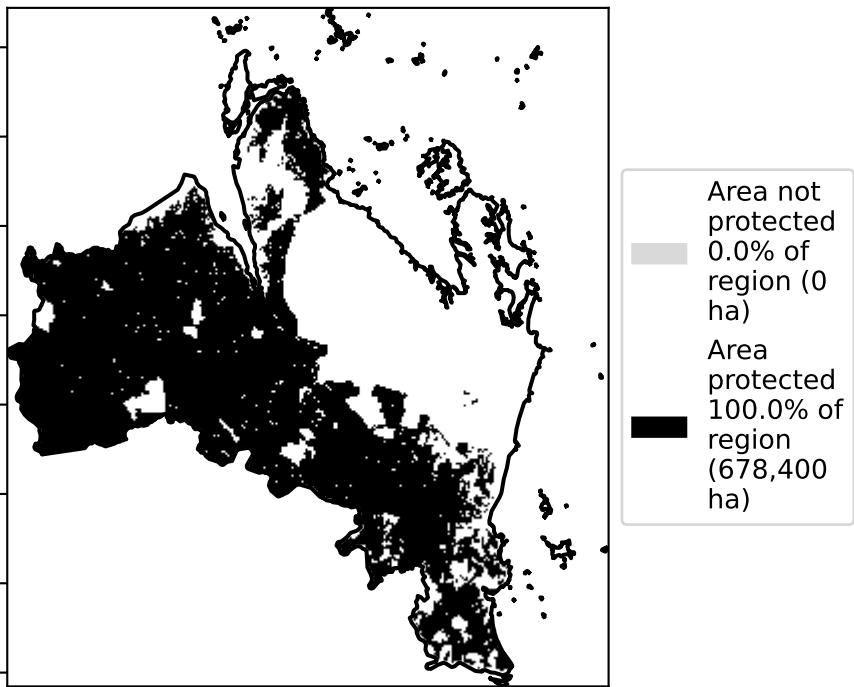 Area not
protected
0.0% of
region (0
ha)
Area
protected
100.0% of
region
(678,400
ha)